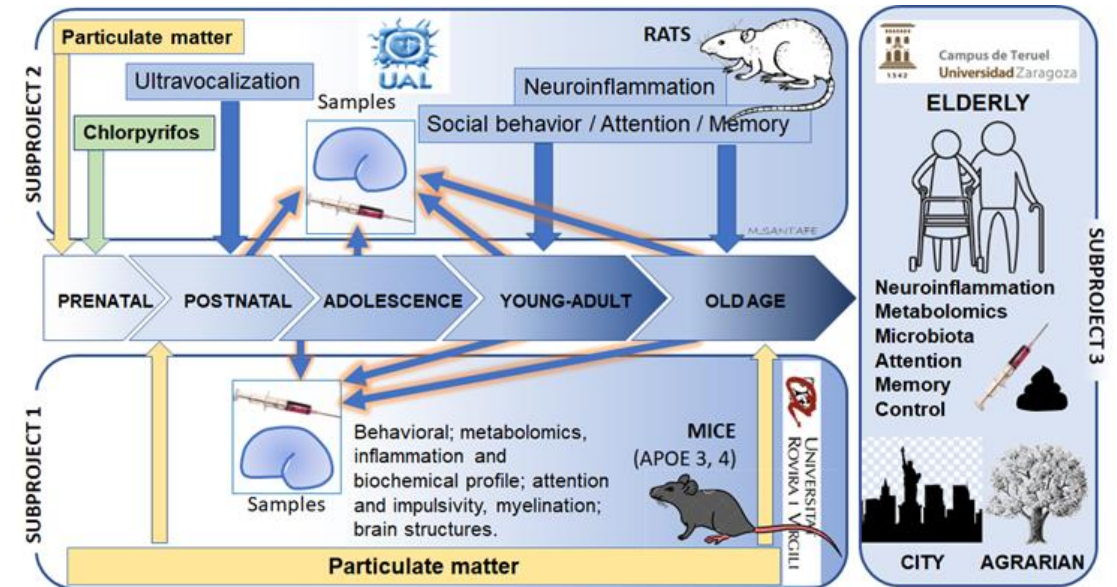 SUBPROJECT 2
Particulate matter
Ultravocalization
Chlorpyrifos
UAL
Samples
RATS
Neuroinflammation
Social behavior / Attention / Memory
M_SANTAFE
PRENATAL
POSTNATAL
ADOLESCENCE
YOUNG-ADULT
OLD AGE
SUBPROJECT 1
Samples
Behavioral; metabolomics,
inflammation and
biochemical profile; attention
and impulsivity, myelination;
brain structures.
MICE
(APOE 3, 4)
UNIVERSITAT
ROVIRA I VIRGILI
Particulate matter
SUBPROJECT 3
1542
Campus de Teruel
Universidad Zaragoza
ELDERLY
Neuroinflammation
Metabolomics
Microbiota
Attention
Memory
Control
CITY
AGRARIAN